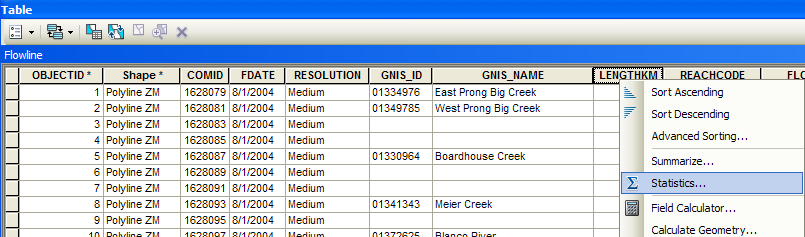 Table
Flowline
OBJECTID * Shape * COMID FDATE RESOLUTION GNIS_ID GNIS_NAME LENGTHKM REACHCODE FLO
1 Polyline ZM 1628079 8/1/2004 Medium 01334976 East Prong Big Creek
2 Polyline ZM 1628081 8/1/2004 Medium 01349785 West Prong Big Creek
3 Polyline ZM 1628083 8/1/2004 Medium
4 Polyline ZM 1628085 8/1/2004 Medium
5 Polyline ZM 1628087 8/1/2004 Medium 01330964 Boardhouse Creek
6 Polyline ZM 1628089 8/1/2004 Medium
7 Polyline ZM 1628091 8/1/2004 Medium
8 Polyline ZM 1628093 8/1/2004 Medium 01341343 Meier Creek
9 Polyline ZM 1628095 8/1/2004 Medium
10 Polyline ZM 1628097 8/1/2004 Medium 01372625 Blanco River
Sort Ascending
Sort Descending
Advanced Sorting...
Summarize...
Statistics...
Field Calculator...
Calculate Geometry...